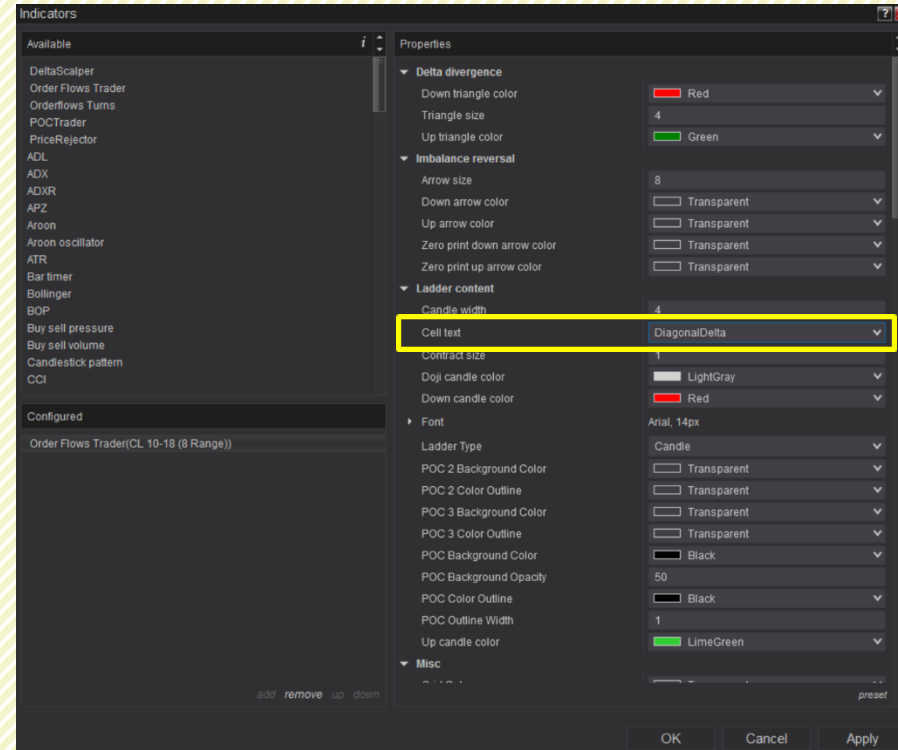 Indicators
?
Available
i
DeltaScalper
Order Flows Trader
Orderflows Turns
POCTrader
PriceRejector
ADL
ADX
ADXR
APZ
Aroon
Aroon oscillator
ATR
Bar timer
Bollinger
BOP
Buy sell pressure
Buy sell volume
Candlestick pattern
CCI
Configured
Order Flows Trader(CL 10-18 (8 Range))
add remove up down
Properties
Delta divergence
Down triangle color Red
Triangle size 4
Up triangle color Green
Imbalance reversal
Arrow size 8
Down arrow color Transparent
Up arrow color Transparent
Zero print down arrow color Transparent
Zero print up arrow color Transparent
Ladder content
Candle width 4
Cell text DiagonalDelta
Contract size 1
Doji candle color LightGray
Down candle color Red
Font Arial, 14px
Ladder Type Candle
POC 2 Background Color Transparent
POC 2 Color Outline Transparent
POC 3 Background Color Transparent
POC 3 Color Outline Transparent
POC Background Color Black
POC Background Opacity 50
POC Color Outline Black
POC Outline Width 1
Up candle color LimeGreen
Misc
preset
OK Cancel Apply